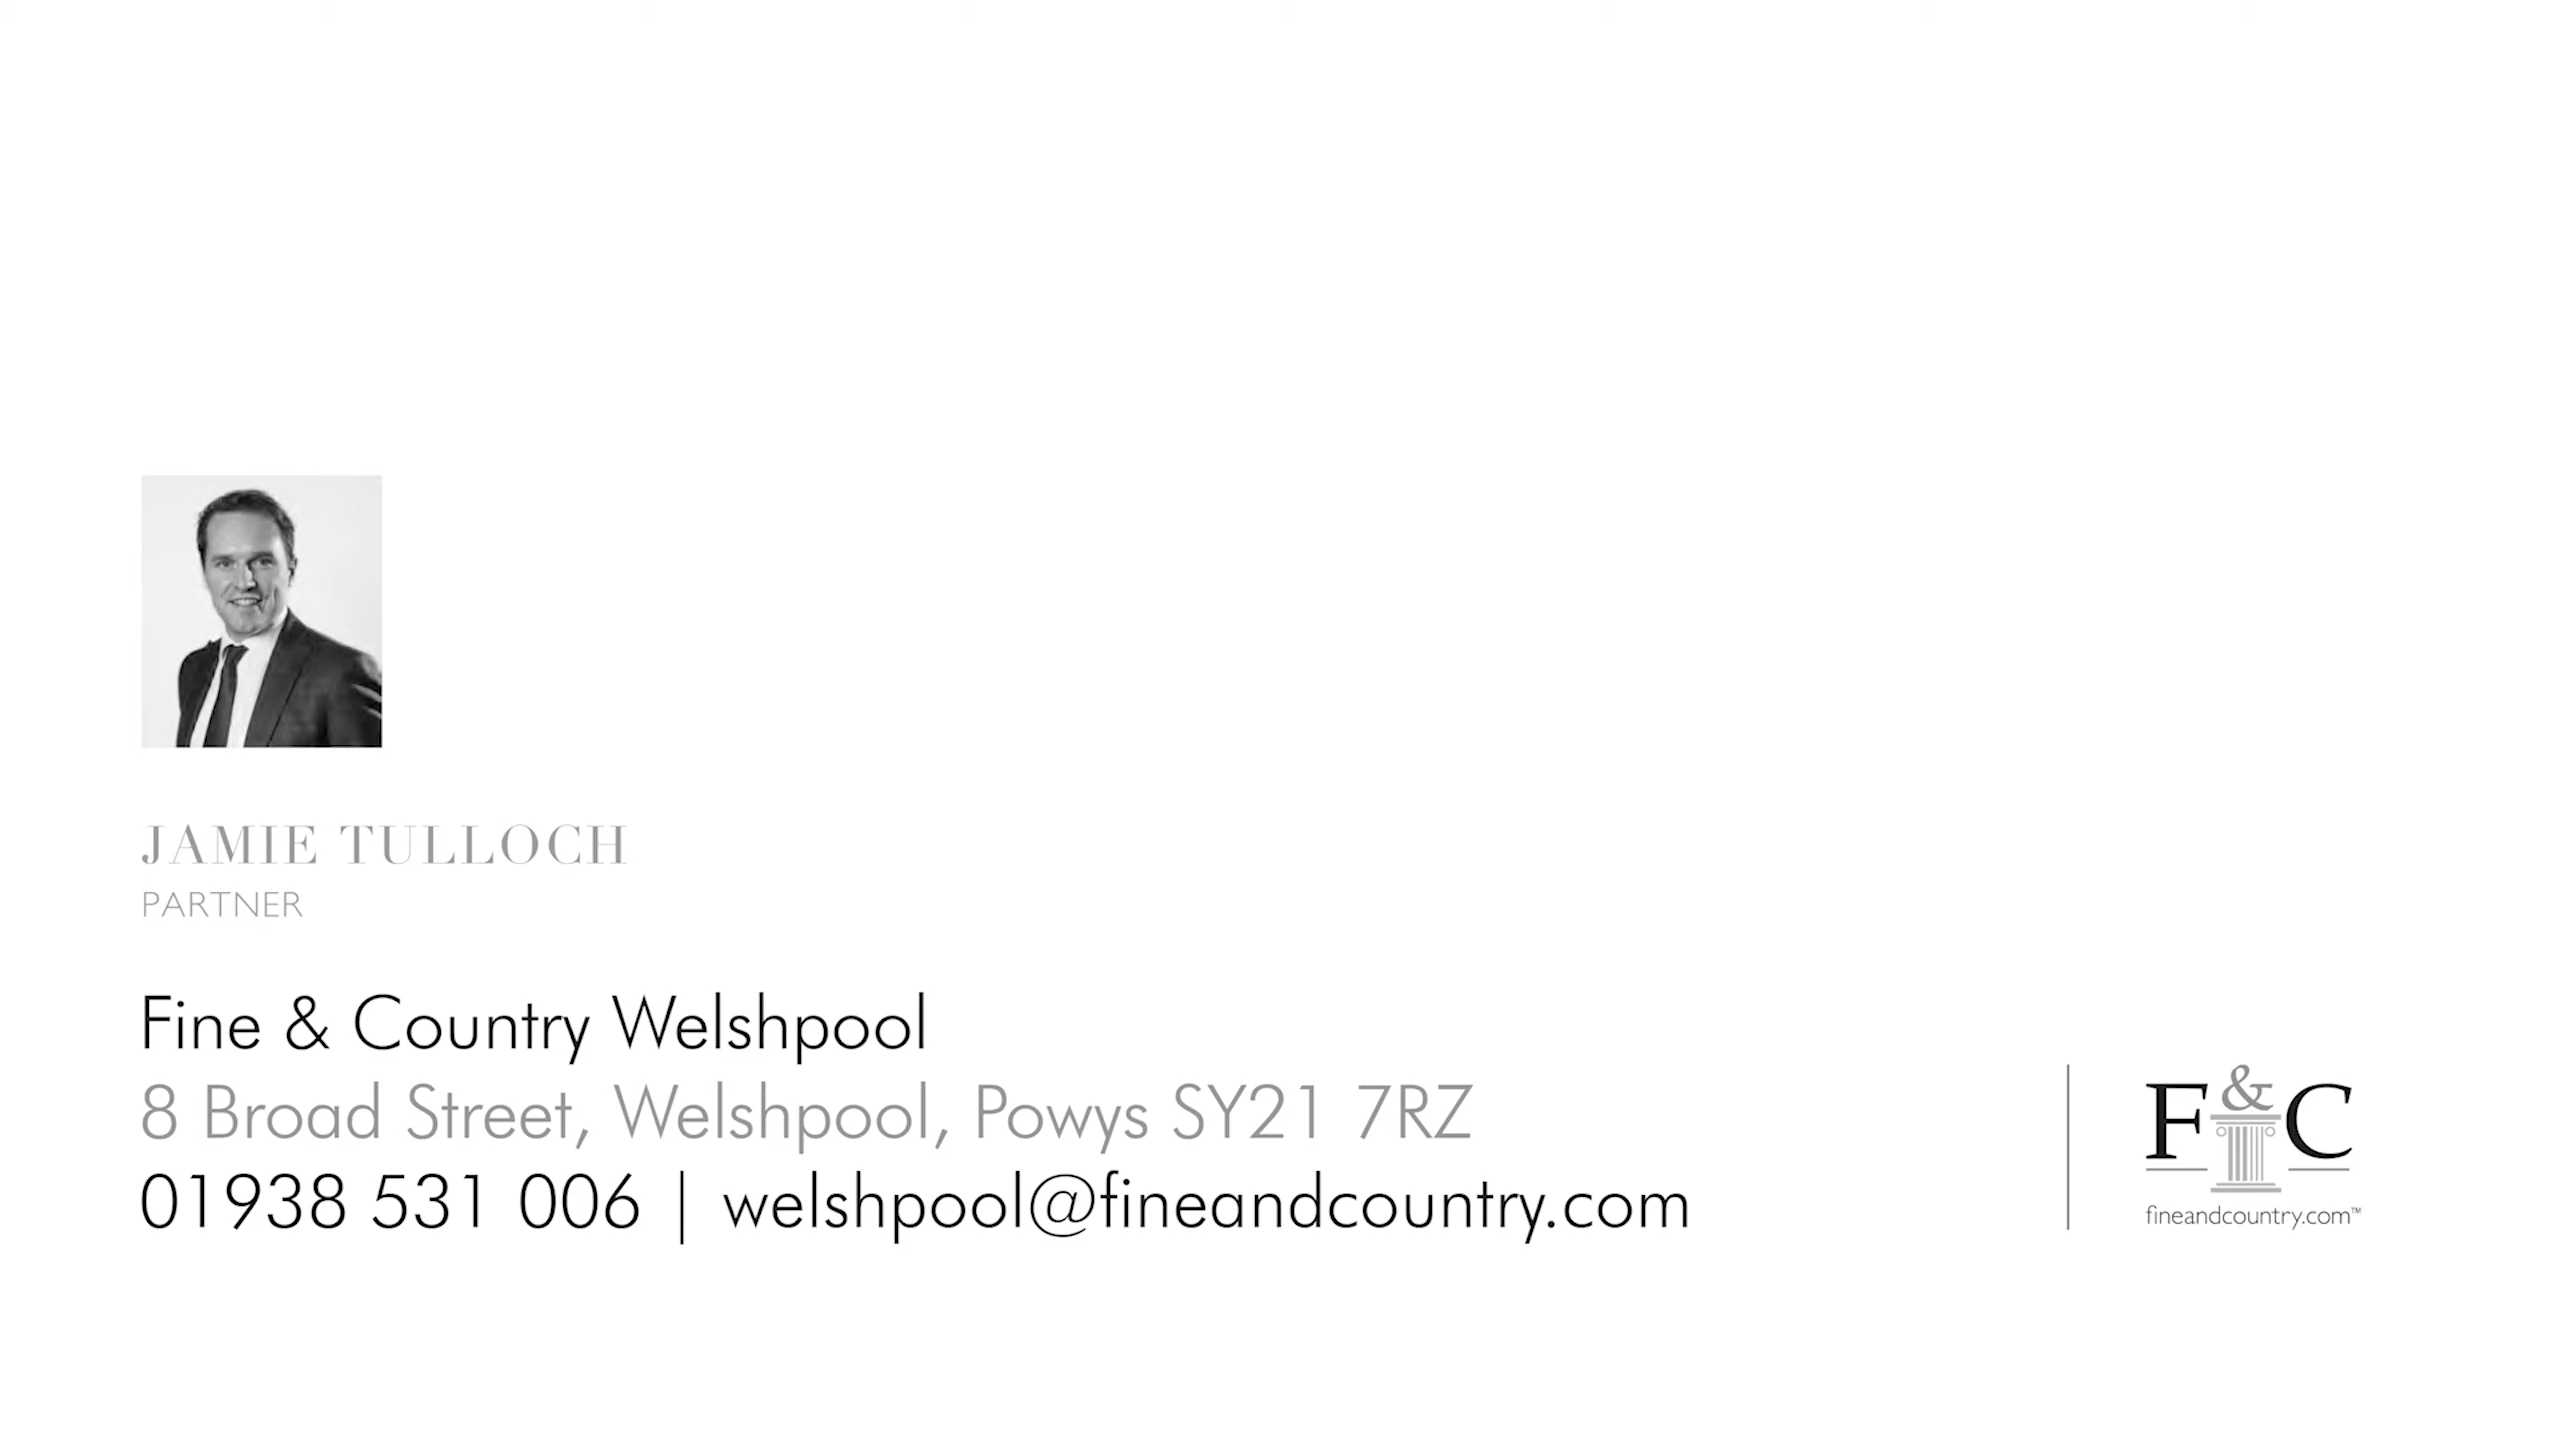 JAMIE TULLOCH
PARTNER
Fine & Country Welshpool
8 Broad Street, Welshpool, Powys SY21 7RZ
01938 531 006 | welshpool@fineandcountry.com
F&C
fineandcountry.com™